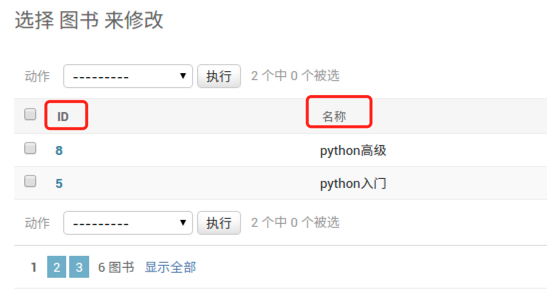 选择 图书 来修改
动作 --------- 执行 2 个中 0 个被选
ID 名称
8 python高级
5 python入门
动作 --------- 执行 2 个中 0 个被选
1 2 3 6 图书 显示全部